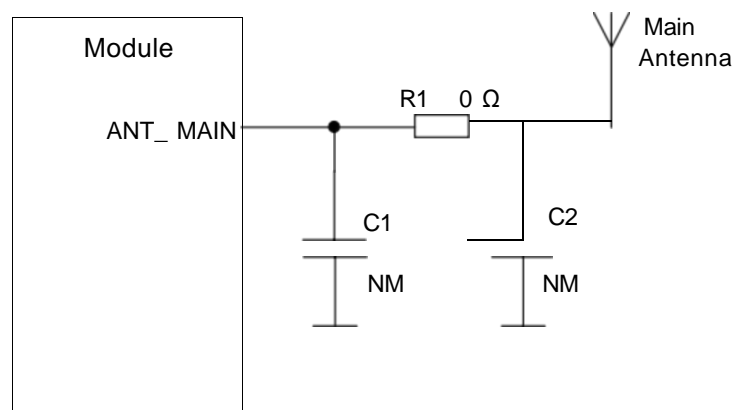 Module
Main
Antenna
R1 0 Ω
ANT_ MAIN
C1
C2
NM
NM